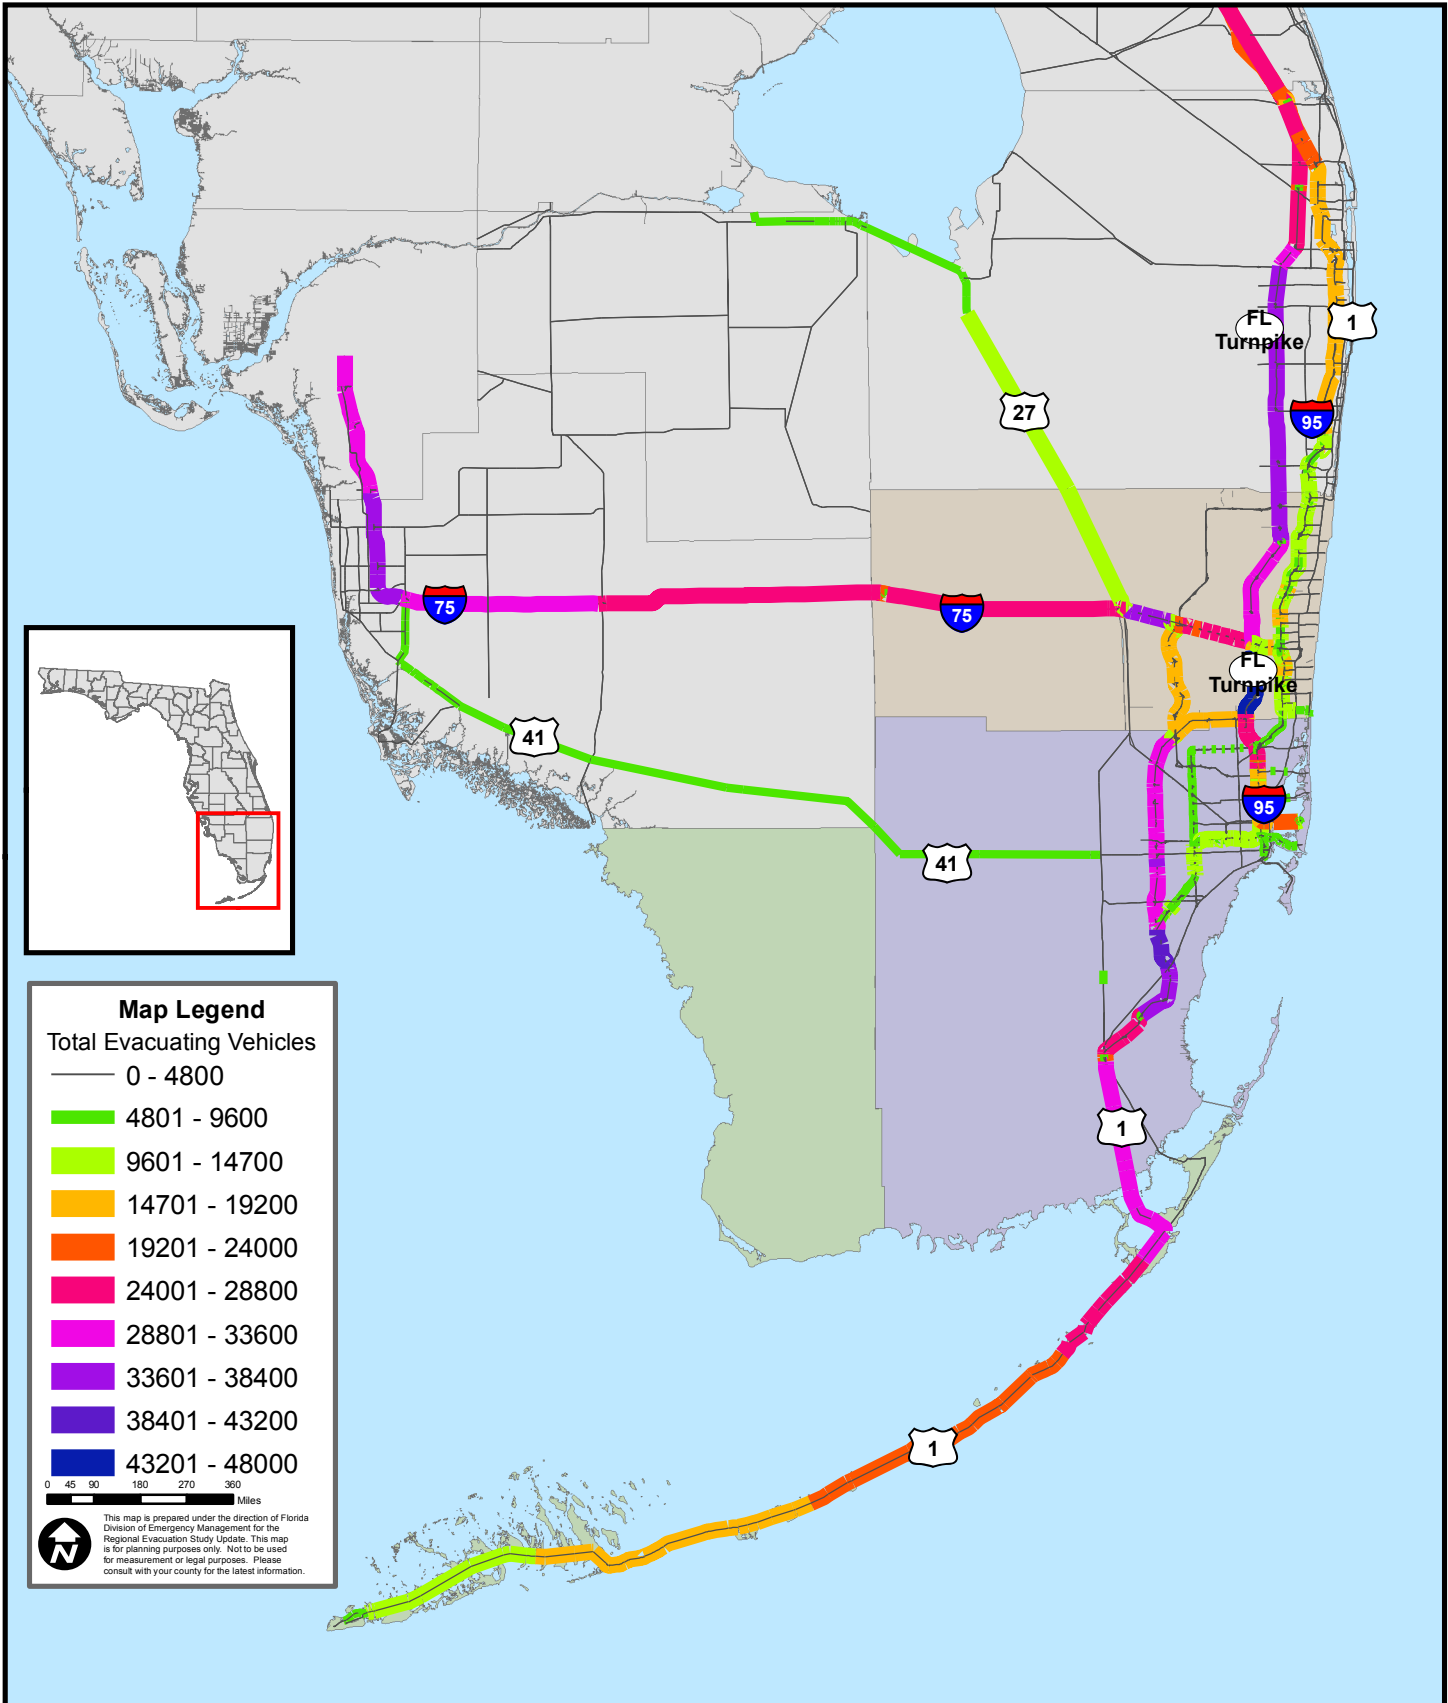 FL
Turnpike
1
95
27
75
75
FL
Turnpike
41
95
41
1
1
Map Legend
Total Evacuating Vehicles
0 - 4800
4801 - 9600
9601 - 14700
14701 - 19200
19201 - 24000
24001 - 28800
28801 - 33600
33601 - 38400
38401 - 43200
43201 - 48000
0 45 90 180 270 360
Miles
N
This map is prepared under the direction of Florida
Division of Emergency Management for the
Regional Evacuation Study Update. This map
is for planning purposes only. Not to be used
for measurement or legal purposes. Please
consult with your county for the latest information.